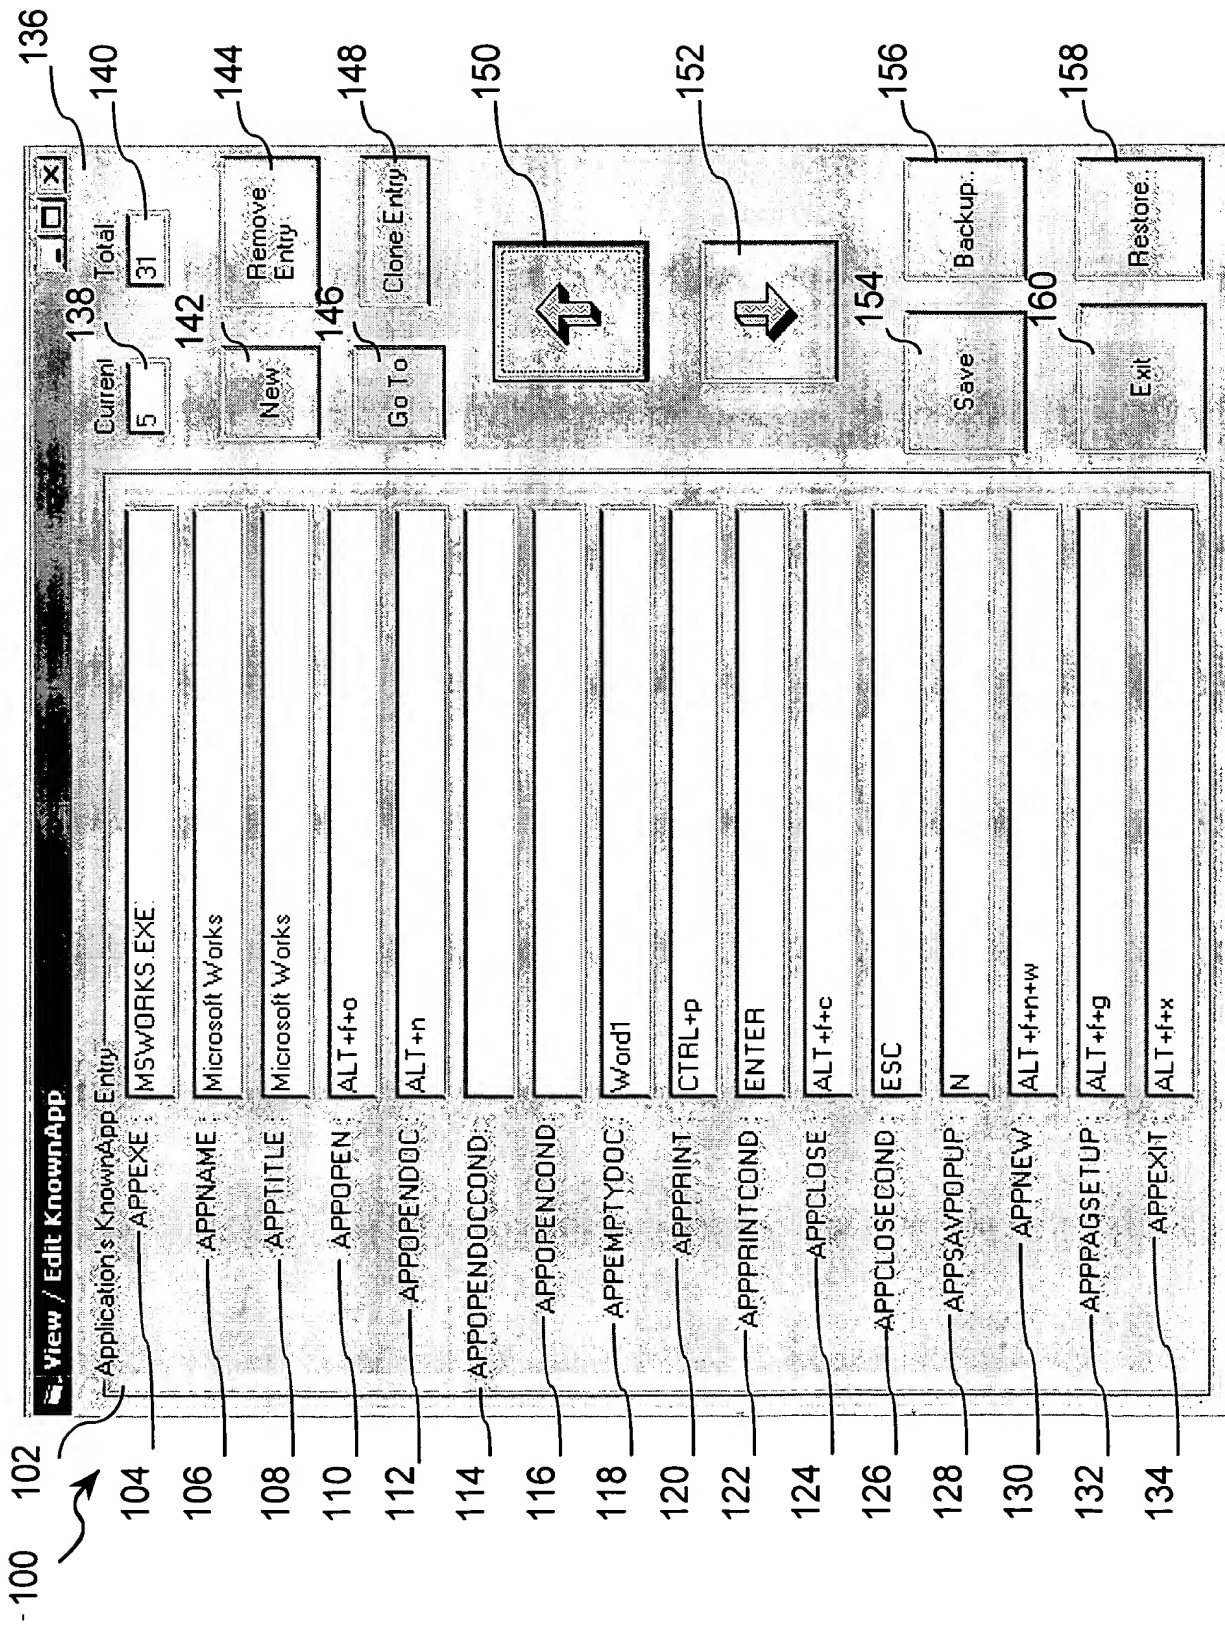 100
102
136
View / Edit KnownApp
Application's KnownApp Entry:
104 APPEXE : MSWORKS.EXE
106 APPNAME : Microsoft Works
108 APPTITLE : Microsoft Works
110 APPOPEN : ALT+f+o
112 APPOPENDOC : ALT+n
114 APPOPENDOCCOND :
116 APPOPENCOND :
118 APPEMPTYDOC : Word1
120 APPPRINT : CTRL+p
122 APPPRINTCOND : ENTER
124 APPCLOSE : ALT+f+c
126 APPCLOSECOND : ESC
128 APPSAVPOPUP : N
130 APPNEW : ALT+f+n+w
132 APPPAGSETUP : ALT+f+g
134 APPEXIT : ALT+f+x
Current Total:
138 5 31 140
142 New Remove Entry 144
146 Go To Clone Entry 148
150
152
154 Save Backup.. 156
160 Exit Restore.. 158